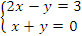 2x − y = 3
x + y = 0